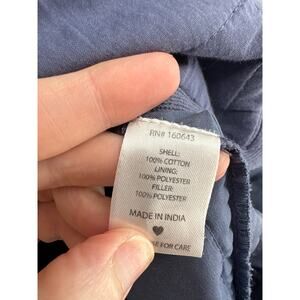 RN# 160643
SHELL:
100% COTTON
LINING:
100% POLYESTER
FILLER:
100% POLYESTER
MADE IN INDIA
FOR CARE